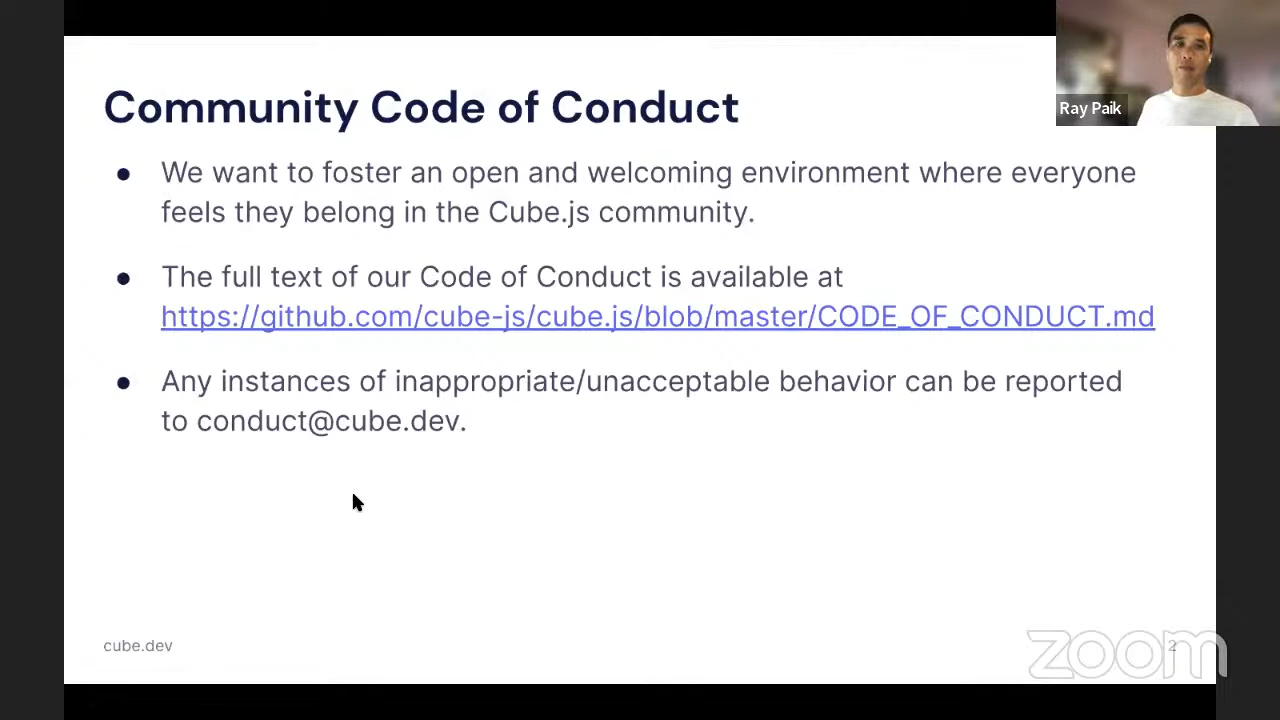 Community Code of Conduct
Ray Paik
● We want to foster an open and welcoming environment where everyone
feels they belong in the Cube.js community.
● The full text of our Code of Conduct is available at
https://github.com/cube-js/cube.js/blob/master/CODE_OF_CONDUCT.md
● Any instances of inappropriate/unacceptable behavior can be reported
to conduct@cube.dev.
cube.dev
zoom
2